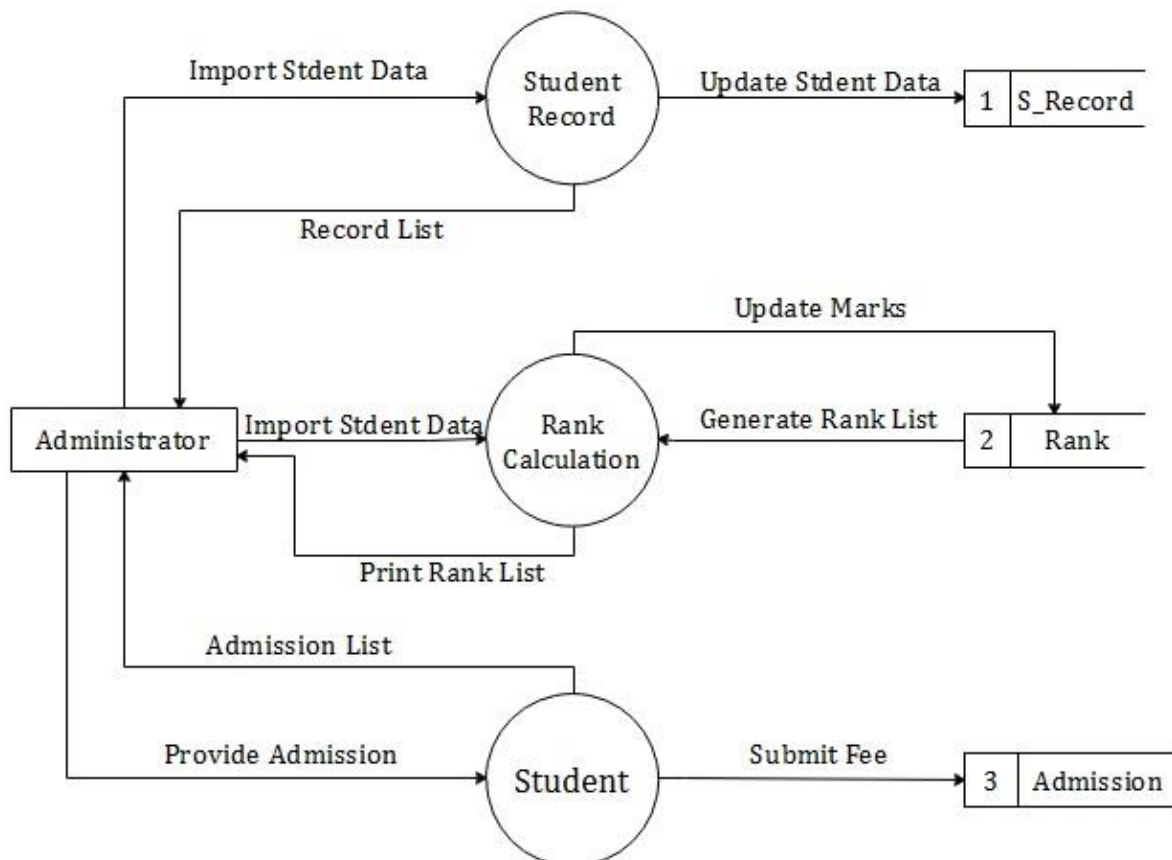 Import Stdent Data
Student
Record
Update Stdent Data
1 S_Record
Record List
Update Marks
Administrator
Import Stdent Data
Rank
Calculation
Generate Rank List
2 Rank
Print Rank List
Admission List
Provide Admission
Student
Submit Fee
3 Admission